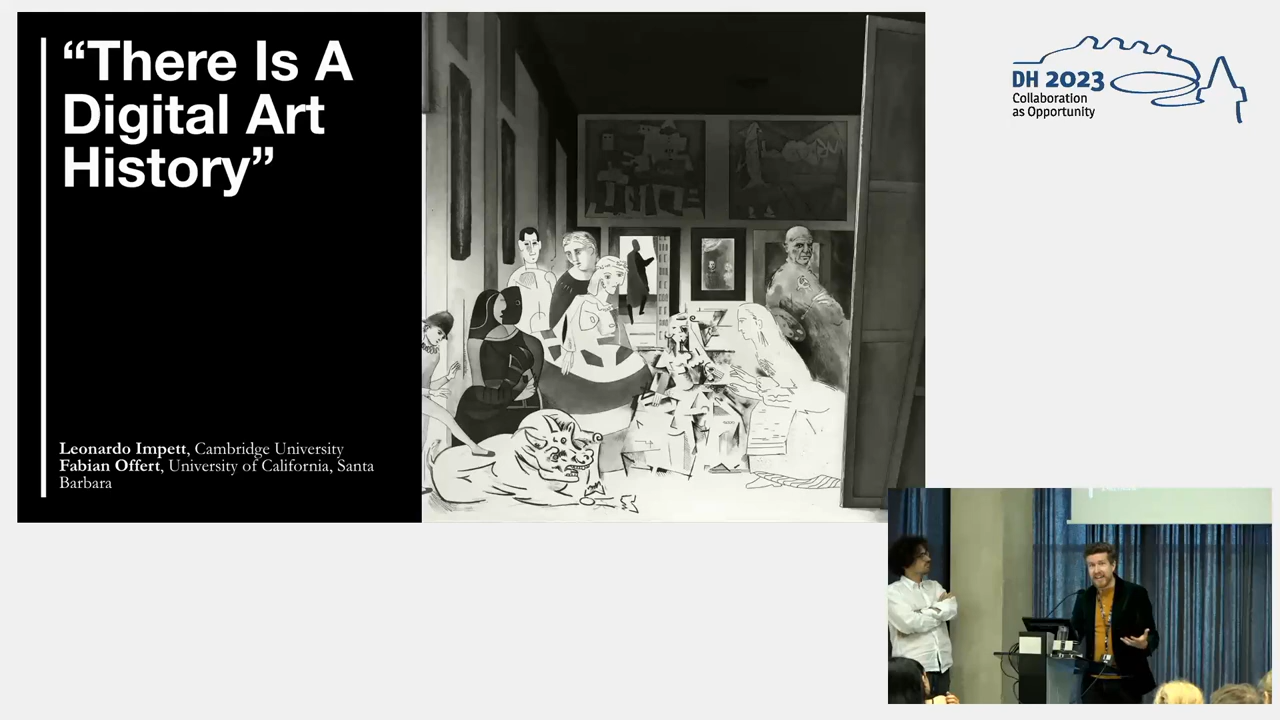 “There Is A
Digital Art
History”
Leonardo Impett, Cambridge University
Fabian Offert, University of California, Santa
Barbara
DH 2023
Collaboration
as Opportunity